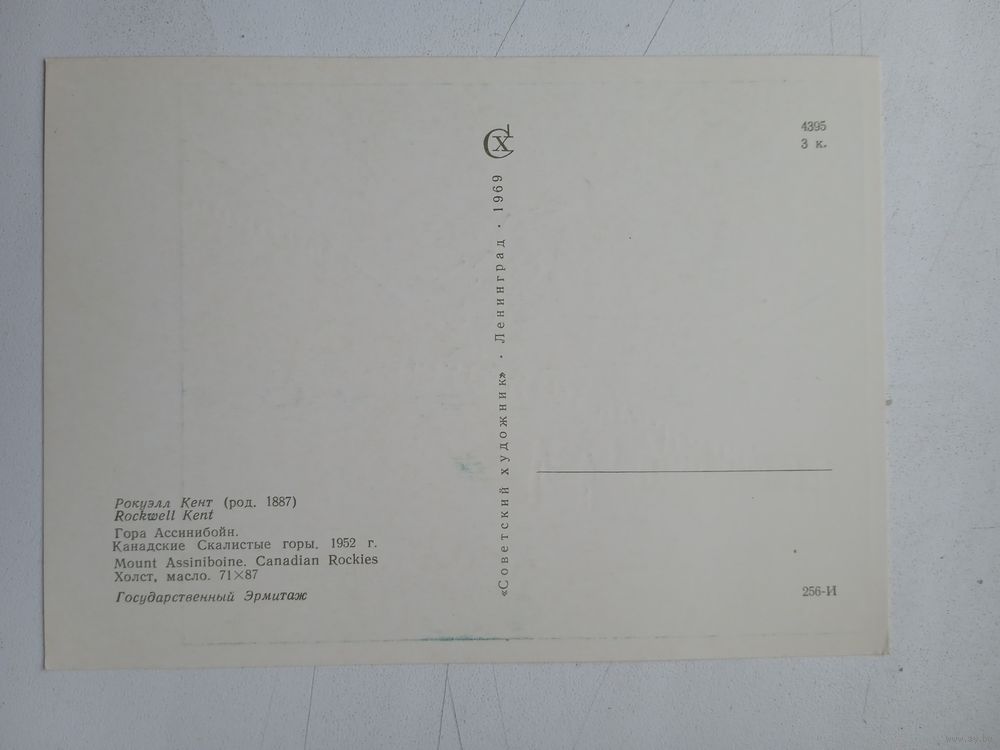 Рокуэлл Кент (род. 1887)
Rockwell Kent
Гора Ассинибойн.
Канадские Скалистые горы. 1952 г.
Mount Assiniboine. Canadian Rockies
Холст, масло. 71×87
Государственный Эрмитаж
СХ
«Советский художник» · Ленинград · 1969
4395
3 к.
256-И